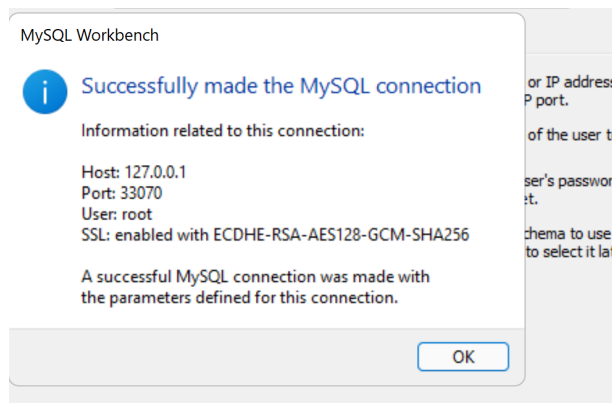 MySQL Workbench
Successfully made the MySQL connection
Information related to this connection:
Host: 127.0.0.1
Port: 33070
User: root
SSL: enabled with ECDHE-RSA-AES128-GCM-SHA256
A successful MySQL connection was made with
the parameters defined for this connection.
OK
or IP address
P port.
of the user t
ser's passwor
et.
chema to use
to select it lat